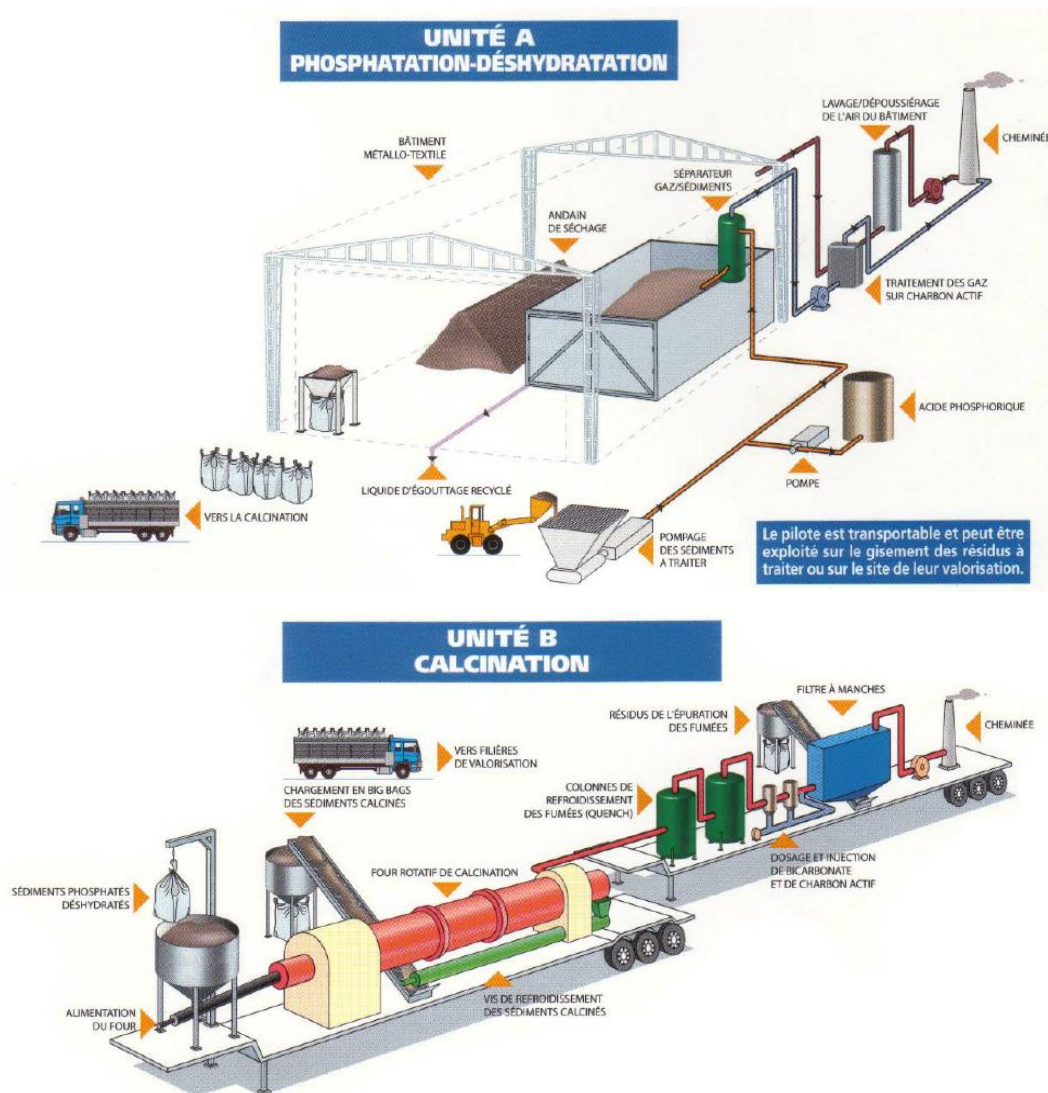 UNITÉ A
PHOSPHATATION-DÉSHYDRATATION
LAVAGE/DÉPOUSSIÉRAGE
DE L'AIR DU BÂTIMENT
CHEMINÉE
BÂTIMENT
MÉTALLO-TEXTILE
SÉPARATEUR
GAZ/SÉDIMENTS
ANDAIN
DE SÉCHAGE
TRAITEMENT DES GAZ
SUR CHARBON ACTIF
ACIDE PHOSPHORIQUE
POMPE
LIQUIDE D'ÉGOUTTAGE RECYCLÉ
VERS LA CALCINATION
POMPAGE
DES SÉDIMENTS
A TRAITER
Le pilote est transportable et peut être
exploité sur le gisement des résidus à
traiter ou sur le site de leur valorisation.
UNITÉ B
CALCINATION
FILTRE À MANCHES
RÉSIDUS DE L'ÉPURATION
DES FUMÉES
CHEMINÉE
VERS FILIÈRES
DE VALORISATION
CHARGEMENT EN BIG BAGS
DES SÉDIMENTS CALCINÉS
COLONNES DE
REFROIDISSEMENT
DES FUMÉES (QUENCH)
DOSAGE ET INJECTION
DE BICARBONATE
ET DE CHARBON ACTIF
FOUR ROTATIF DE CALCINATION
SÉDIMENTS PHOSPHATÉS
DÉSHYDRATÉS
VIS DE REFROIDISSEMENT
DES SÉDIMENTS CALCINÉS
ALIMENTATION
DU FOUR